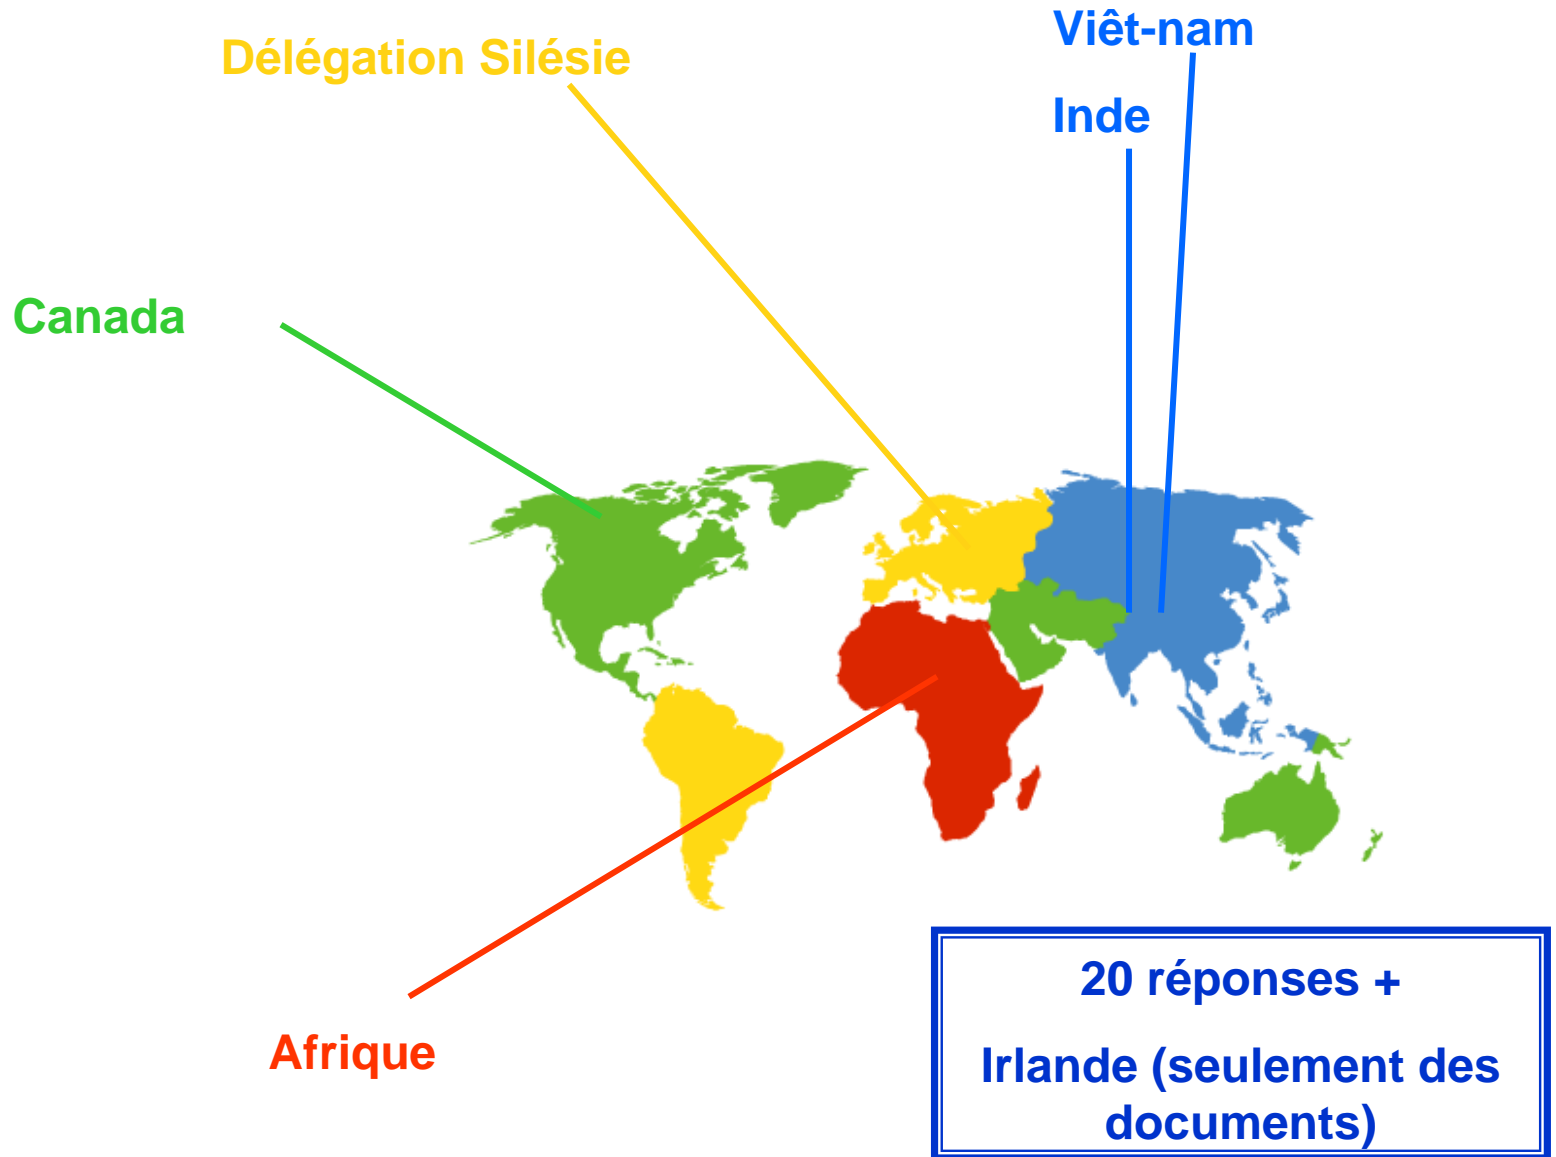 Viêt-nam
Délégation Silésie
Inde
Canada
Afrique
20 réponses +
Irlande (seulement des
documents)